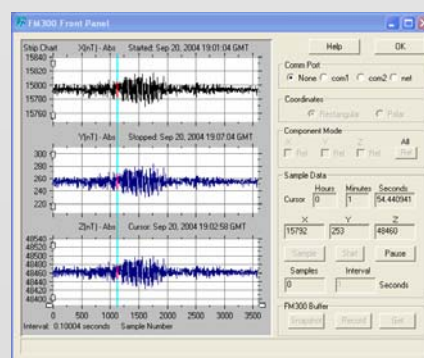 FM300 Front Panel
Strip Chart X[nT] - Abs Started: Sep 20, 2004 19:01:04 GMT
15840
15820
15800
15780
15760
Y[nT] - Abs Stopped: Sep 20, 2004 19:07:04 GMT
300
280
260
240
220
Z[nT] - Abs Cursor: Sep 20, 2004 19:02:58 GMT
48540
48520
48500
48480
48460
48440
48420
48400
0 500 1000 1500 2000 2500 3000 3500
Interval: 0.10004 seconds Sample Number
Help OK
Comm Port
None com1 com2 net
Coordinates
Rectangular Polar
Component Mode
X Y Z All
Rel Rel Rel Rel
Sample Data
Hours Minutes Seconds
Cursor 0 1 54.440941
X Y Z
15792 253 48460
Sample Start Pause
Samples Interval
0 1 Seconds
FM300 Buffer
Snapshot Record Get